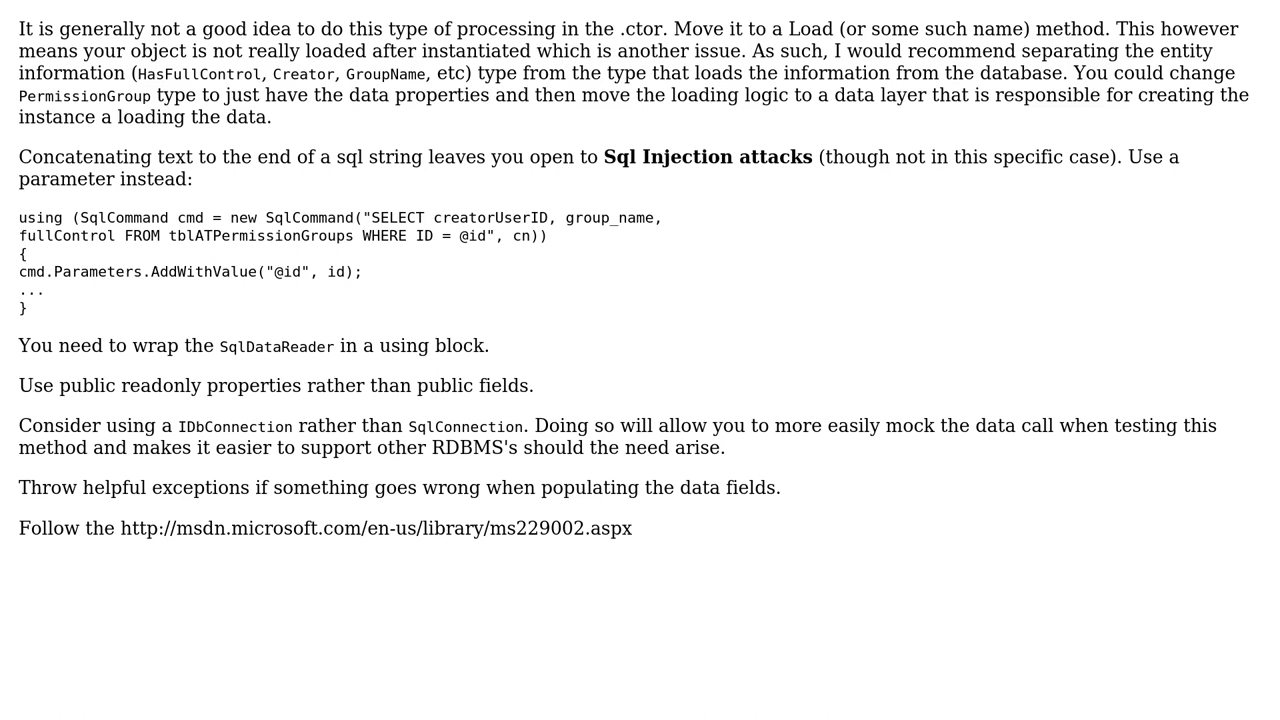 It is generally not a good idea to do this type of processing in the .ctor. Move it to a Load (or some such name) method. This however
means your object is not really loaded after instantiated which is another issue. As such, I would recommend separating the entity
information (HasFullControl, Creator, GroupName, etc) type from the type that loads the information from the database. You could change
PermissionGroup type to just have the data properties and then move the loading logic to a data layer that is responsible for creating the
instance a loading the data.
Concatenating text to the end of a sql string leaves you open to Sql Injection attacks (though not in this specific case). Use a
parameter instead:
using (SqlCommand cmd = new SqlCommand("SELECT creatorUserID, group_name,
fullControl FROM tblATPermissionGroups WHERE ID = @id", cn))
{
cmd.Parameters.AddWithValue("@id", id);
...
}
You need to wrap the SqlDataReader in a using block.
Use public readonly properties rather than public fields.
Consider using a IDbConnection rather than SqlConnection. Doing so will allow you to more easily mock the data call when testing this
method and makes it easier to support other RDBMS's should the need arise.
Throw helpful exceptions if something goes wrong when populating the data fields.
Follow the http://msdn.microsoft.com/en-us/library/ms229002.aspx